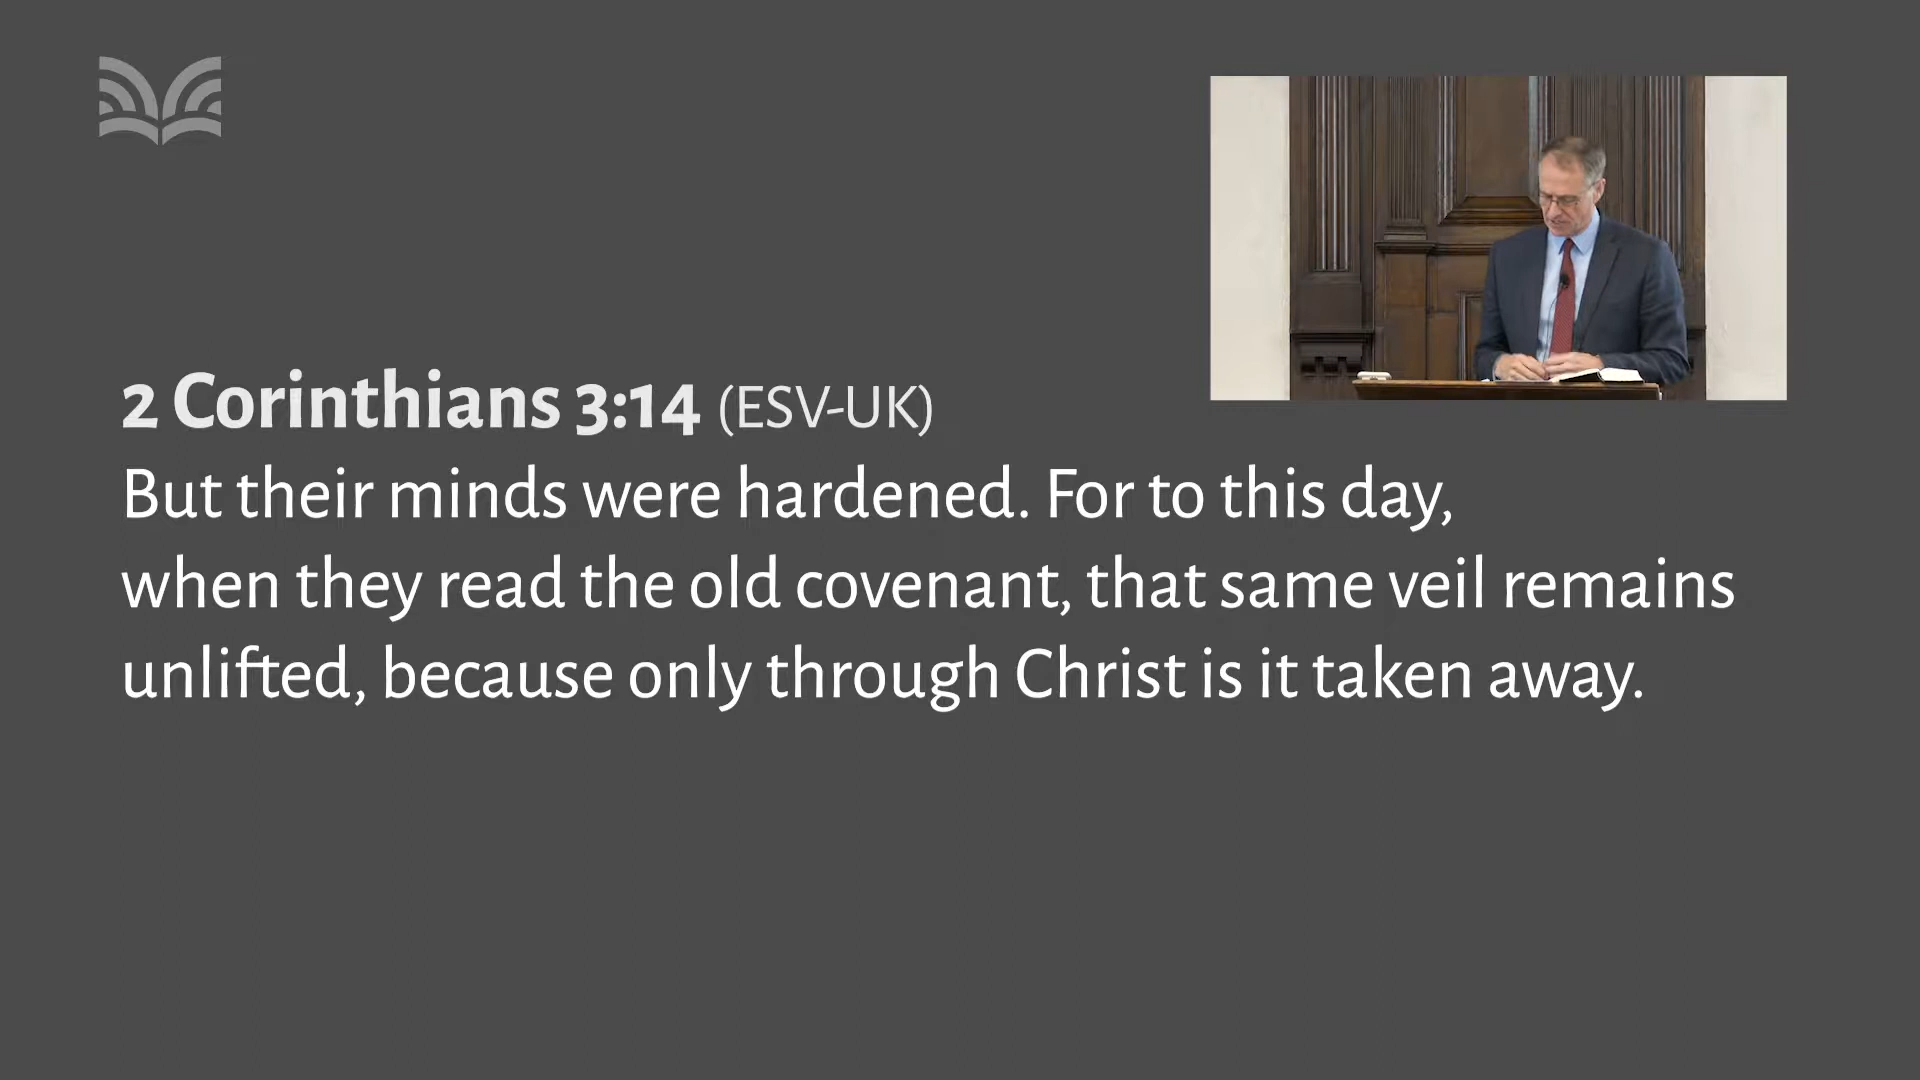 2 Corinthians 3:14 (ESV-UK)
But their minds were hardened. For to this day,
when they read the old covenant, that same veil remains
unlifted, because only through Christ is it taken away.